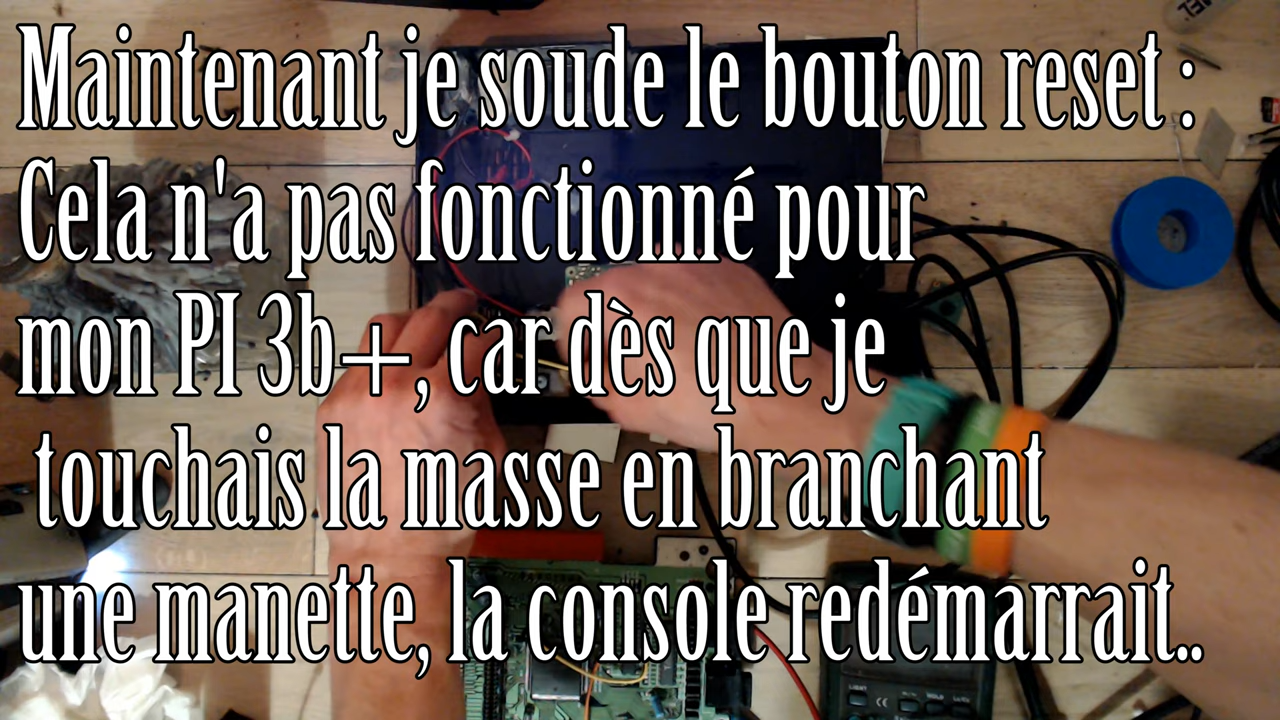 Maintenant je soude le bouton reset :
Cela n'a pas fonctionné pour
mon PI 3b+, car dès que je
touchais la masse en branchant
une manette, la console redémarrait..
LIGHT